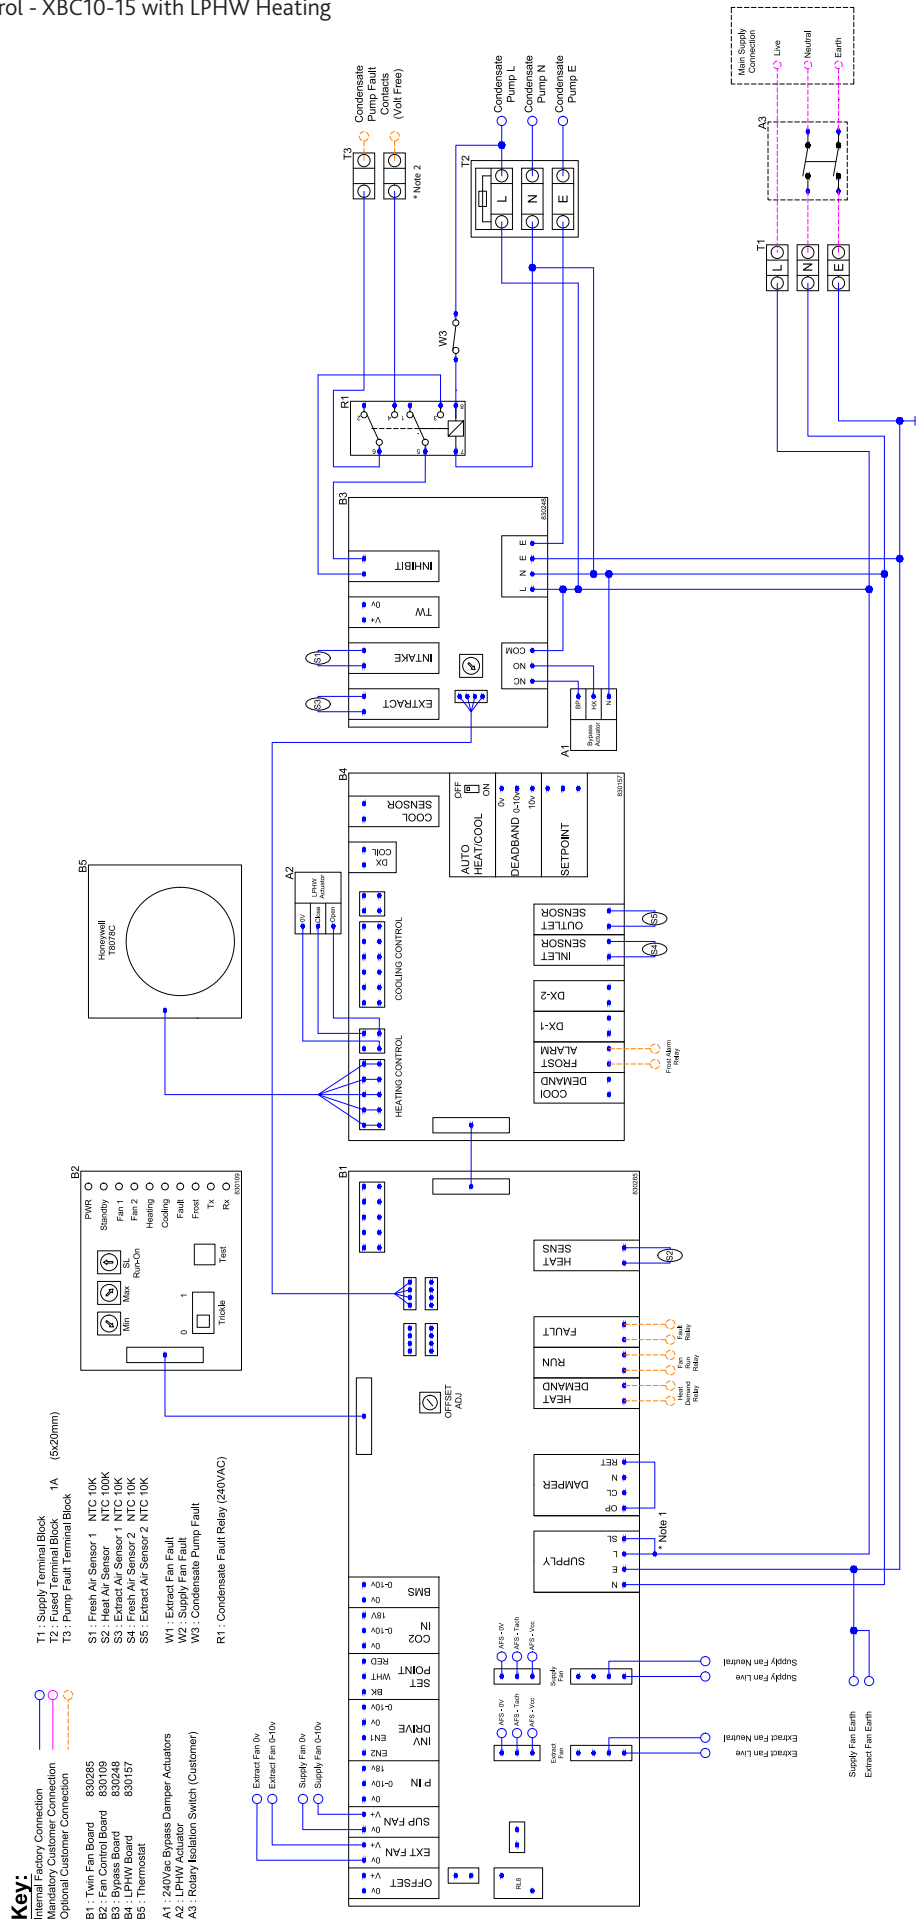 rol - XBC10-15 with LPHW Heating
Key:
Internal Factory Connection
Mandatory Customer Connection
Optional Customer Connection
B1 : Twin Fan Board 830285
B2 : Fan Control Board 830109
B3 : Bypass Board 830248
B4 : LPHW Board 830157
B5 : Thermostat
A1 : 240Vac Bypass Damper Actuators
A2 : LPHW Actuator
A3 : Rotary Isolation Switch (Customer)
T1 : Supply Terminal Block
T2 : Fused Terminal Block 1A (5x20mm)
T3 : Pump Fault Terminal Block
S1 : Fresh Air Sensor 1 NTC 10K
S2 : Heat Air Sensor NTC 100K
S3 : Extract Air Sensor 1 NTC 10K
S4 : Fresh Air Sensor 2 NTC 10K
S5 : Extract Air Sensor 2 NTC 10K
W1 : Extract Fan Fault
W2 : Supply Fan Fault
W3 : Condensate Pump Fault
R1 : Condensate Fault Relay (240VAC)
Main Supply
Connection
Live
Neutral
Earth
A3
T1
L
N
E
Condensate
Pump Fault
Contacts
(Volt Free)
T3
* Note 2
Condensate
Pump L
Condensate
Pump N
Condensate
Pump E
T2
L
N
E
W3
R1
2
4
1
3
8
6
5
7
B3
830248
INHIBIT
TW
0v
V+
INTAKE
S1
EXTRACT
S3
E
E
N
L
COM
NO
NC
A1
Bypass
Actuator
BP
HX
N
B4
830157
COOL
SENSOR
DX
COIL
AUTO
HEAT/COOL
OFF
ON
DEADBAND
0v
0-10v
10v
SETPOINT
COOLING CONTROL
HEATING CONTROL
OUTLET
SENSOR
S5
INLET
SENSOR
S4
DX-2
DX-1
FROST
ALARM
Frost Alarm
Relay
COOl
DEMAND
A2
LPHW
Actuator
0V
Close
Open
B5
Honeywell
T8078C
B2
PWR
Standby
Fan 1
Fan 2
Heating
Cooling
Fault
Frost
Tx
Rx
830109
SL
Run-On
Max
Min
Test
Trickle
0
1
B1
830285
HEAT
SENS
S2
FAULT
Fault
Relay
RUN
Fan
Run
Relay
HEAT
DEMAND
Heat
Demand
Relay
OFFSET
ADJ
DAMPER
RET
N
CL
OP
SUPPLY
SL
L
E
N
* Note 1
BMS
0-10v
0v
CO2
IN
18V
0-10v
0v
SET
POINT
RED
WHT
BK
INV
DRIVE
0-10v
0v
EN1
EN2
P IN
18v
0-10v
0v
SUP FAN
V+
0v
EXT FAN
V+
0v
OFFSET
V+
0v
Extract Fan 0v
Extract Fan 0-10v
Supply Fan 0v
Supply Fan 0-10v
AFS - 0V
AFS - Tach
AFS - Vcc
Supply
Fan
AFS - 0V
AFS - Tach
AFS - Vcc
Extract
Fan
RL8
Supply Fan Neutral
Supply Fan Live
Extract Fan Neutral
Extract Fan Live
Supply Fan Earth
Extract Fan Earth